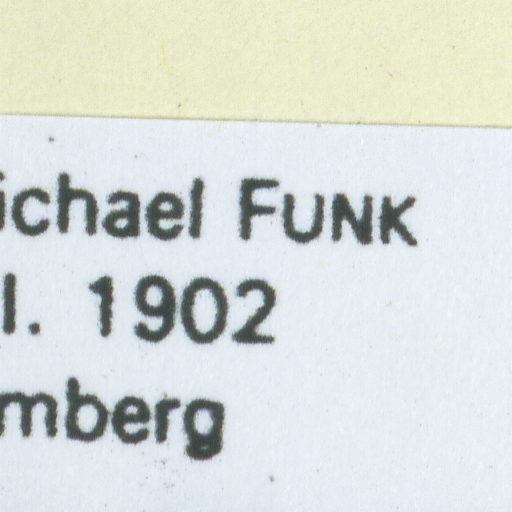 ichael FUNK
l. 1902
mberg